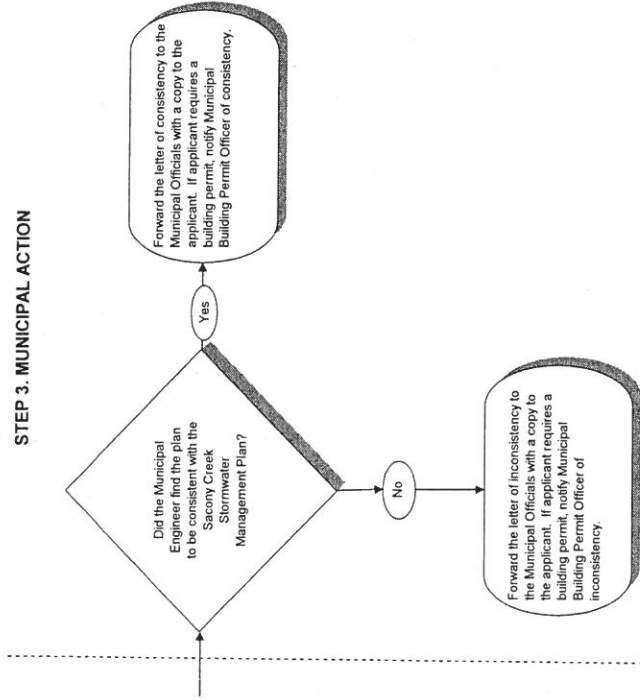 STEP 3. MUNICIPAL ACTION
Did the Municipal
Engineer find the plan
to be consistent with the
Sacony Creek
Stormwater
Management Plan?
Yes
Forward the letter of consistency to the
Municipal Officials with a copy to the
applicant. If applicant requires a
building permit, notify Municipal
Building Permit Officer of consistency.
No
Forward the letter of inconsistency to
the Municipal Officials with a copy to
the applicant. If applicant requires a
building permit, notify Municipal
Building Permit Officer of
inconsistency.